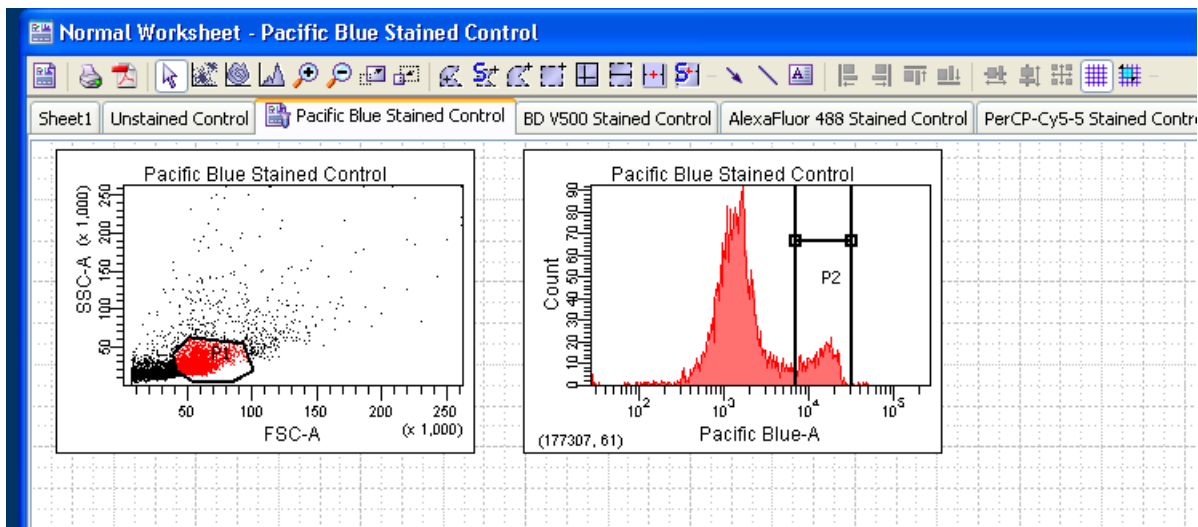 Normal Worksheet - Pacific Blue Stained Control
Sheet1 Unstained Control Pacific Blue Stained Control BD V500 Stained Control AlexaFluor 488 Stained Control PerCP-Cy5-5 Stained Contr
Pacific Blue Stained Control
SSC-A (x 1,000)
50 100 150 200 250
P1
50 100 150 200 250
FSC-A (x 1,000)
Pacific Blue Stained Control
Count
0 10 20 30 40 50 60 70 80 90
P2
10^2 10^3 10^4 10^5
Pacific Blue-A
(177307, 61)